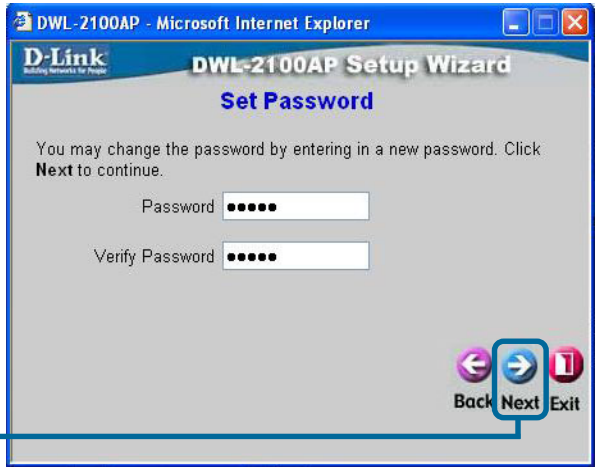 DWL-2100AP - Microsoft Internet Explorer
D-Link
Building Networks for People
DWL-2100AP Setup Wizard
Set Password
You may change the password by entering in a new password. Click
Next to continue.
Password •••••
Verify Password •••••
Back Next Exit